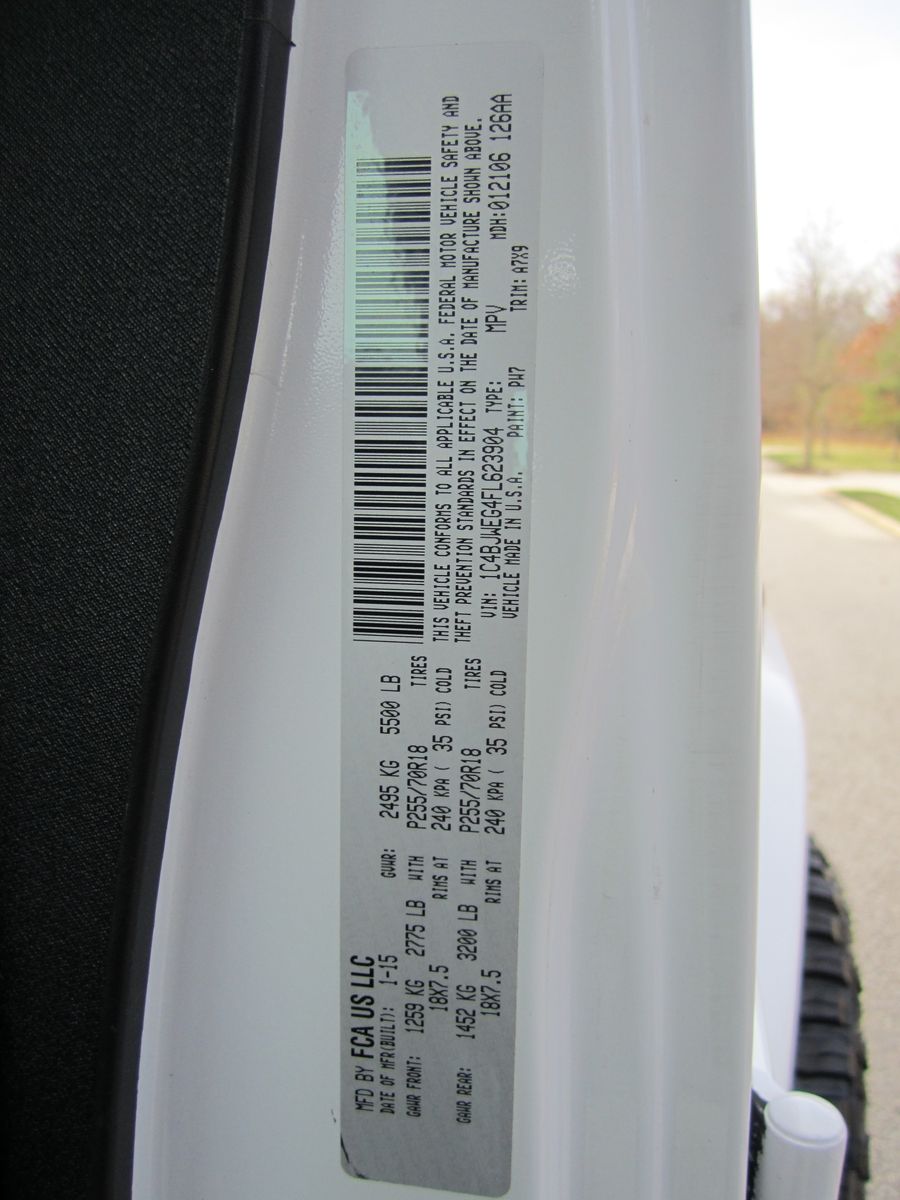 MFD BY FCA US LLC
DATE OF MFR(BUILT): 1-15 GVWR: 2495 KG 5500 LB
GAWR FRONT: 1259 KG 2775 LB WITH P255/70R18 TIRES
18X7.5 RIMS AT 240 KPA ( 35 PSI) COLD
GAWR REAR: 1452 KG 3200 LB WITH P255/70R18 TIRES
18X7.5 RIMS AT 240 KPA ( 35 PSI) COLD
THIS VEHICLE CONFORMS TO ALL APPLICABLE U.S.A. FEDERAL MOTOR VEHICLE SAFETY AND
THEFT PREVENTION STANDARDS IN EFFECT ON THE DATE OF MANUFACTURE SHOWN ABOVE.
VIN: 1C4BJWEG4FL623904 TYPE: MPV MDH:012106 126AA
VEHICLE MADE IN U.S.A. PAINT: PW7 TRIM: A7X9